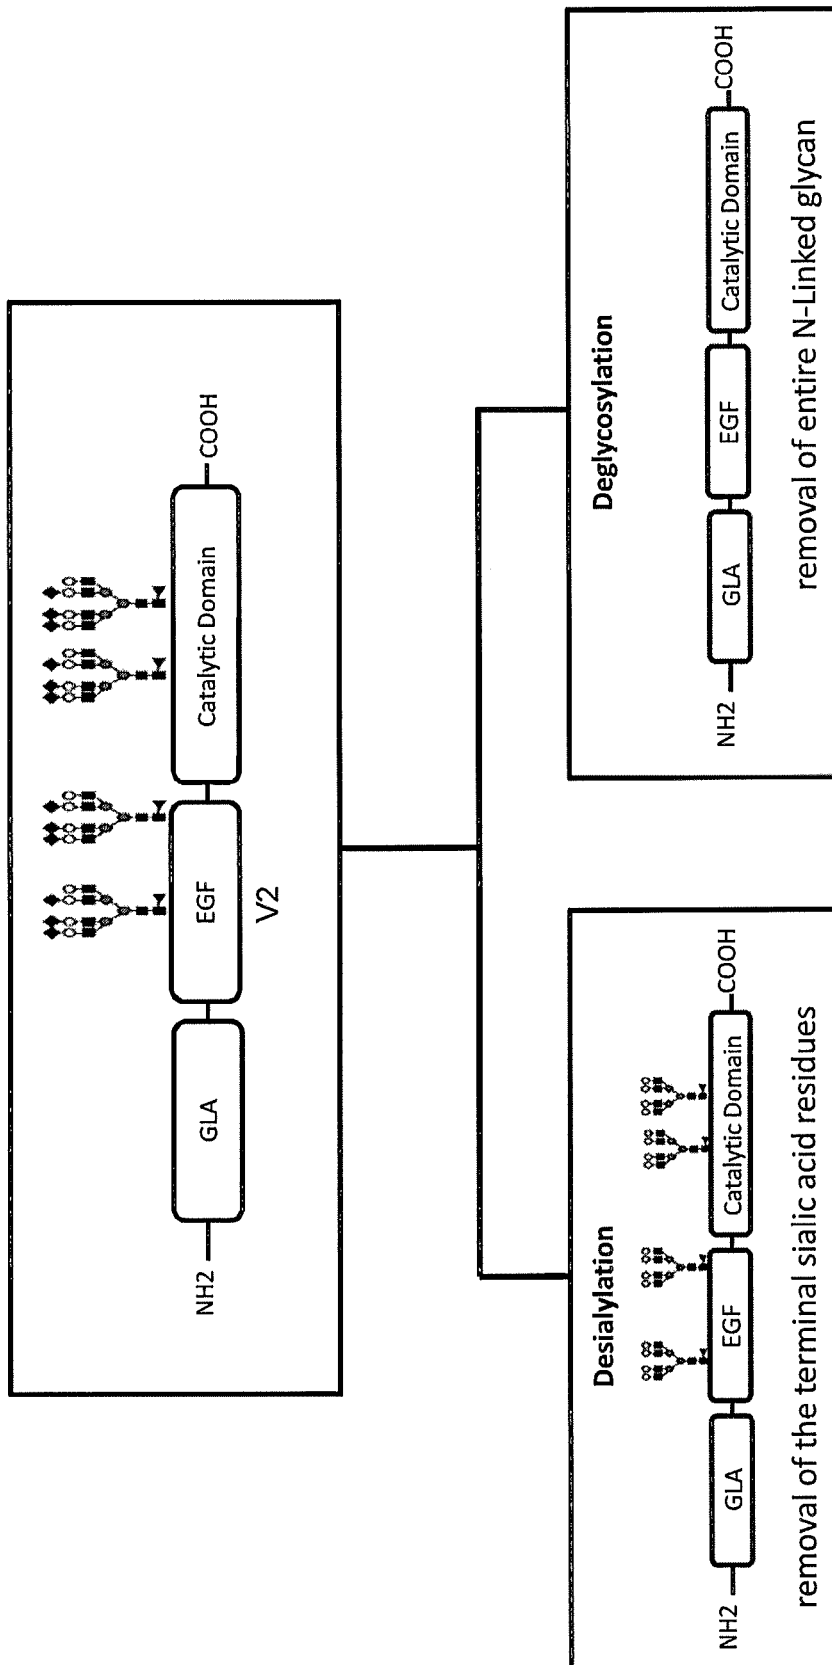 NH2
GLA
EGF
Catalytic Domain
COOH
V2
Desialylation
NH2
GLA
EGF
Catalytic Domain
COOH
removal of the terminal sialic acid residues
Deglycosylation
NH2
GLA
EGF
Catalytic Domain
COOH
removal of entire N-Linked glycan